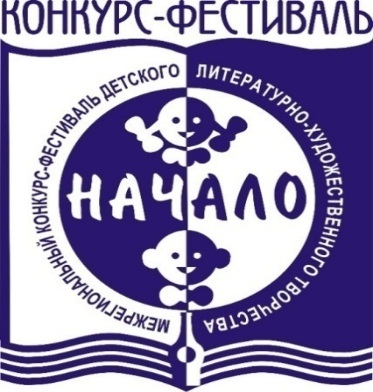 КОНКУРС-ФЕСТИВАЛЬ
МЕЖРЕГИОНАЛЬНЫЙ КОНКУРС-ФЕСТИВАЛЬ ДЕТСКОГО ЛИТЕРАТУРНО-ХУДОЖЕСТВЕННОГО ТВОРЧЕСТВА
НАЧАЛО